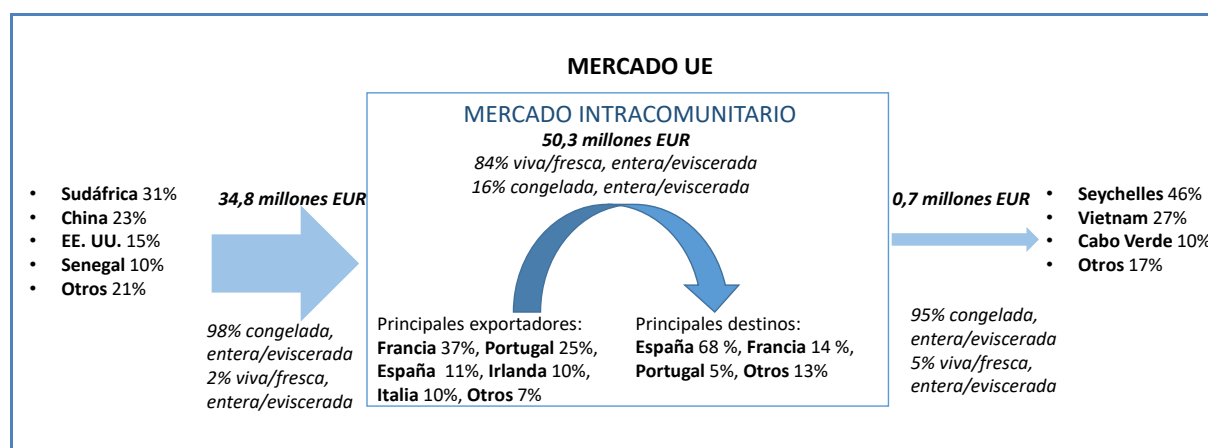 MERCADO UE
MERCADO INTRACOMUNITARIO
50,3 millones EUR
84% viva/fresca, entera/eviscerada
16% congelada, entera/eviscerada
• Sudáfrica 31%
• China 23%
• EE. UU. 15%
• Senegal 10%
• Otros 21%
34,8 millones EUR
98% congelada,
entera/eviscerada
2% viva/fresca,
entera/eviscerada
Principales exportadores:
Francia 37%, Portugal 25%,
España 11%, Irlanda 10%,
Italia 10%, Otros 7%
Principales destinos:
España 68 %, Francia 14 %,
Portugal 5%, Otros 13%
0,7 millones EUR
• Seychelles 46%
• Vietnam 27%
• Cabo Verde 10%
• Otros 17%
95% congelada,
entera/eviscerada
5% viva/fresca,
entera/eviscerada